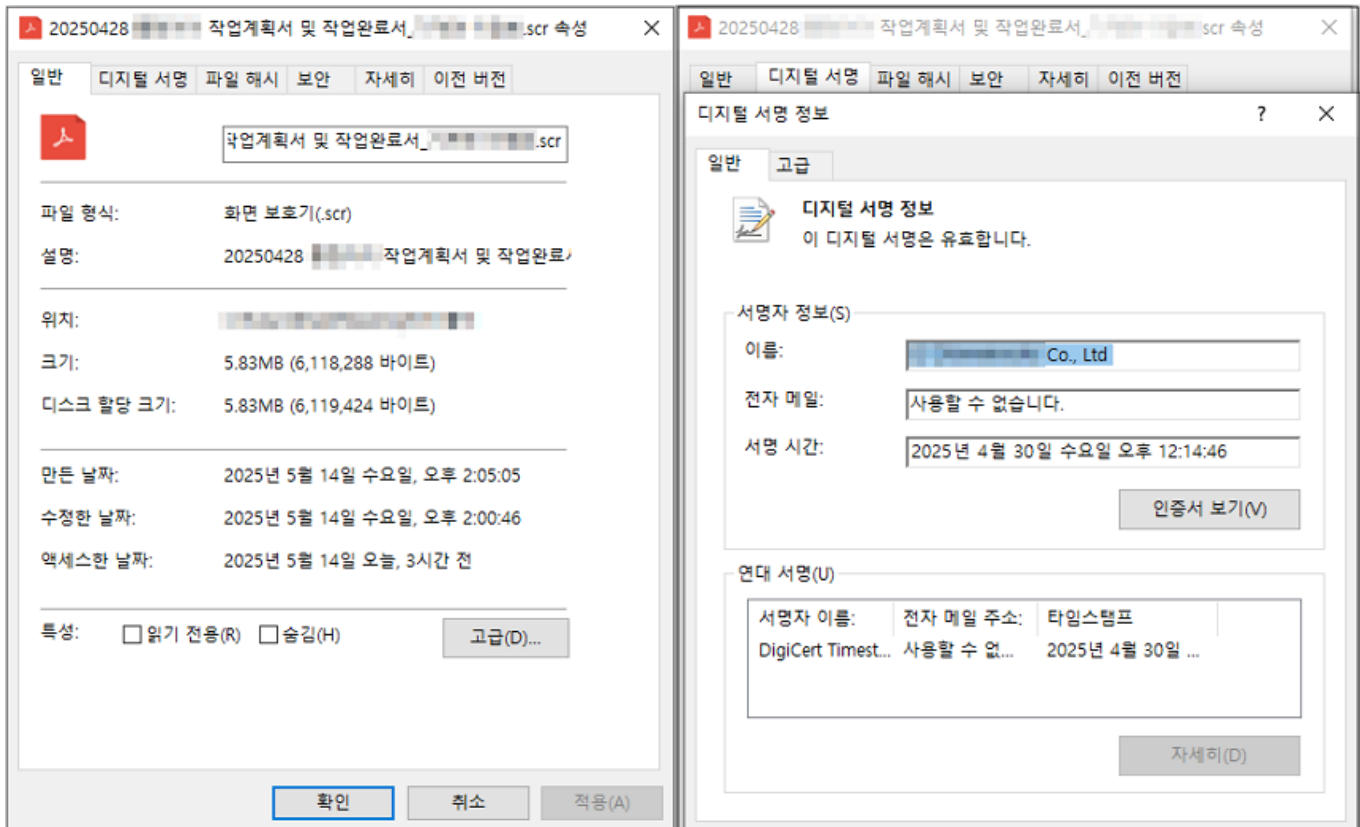 20250428 작업계획서 및 작업완료서_ .scr 속성
일반 디지털 서명 파일 해시 보안 자세히 이전 버전
작업계획서 및 작업완료서_ .scr
파일 형식: 화면 보호기(.scr)
설명: 20250428 작업계획서 및 작업완료
위치:
크기: 5.83MB (6,118,288 바이트)
디스크 할당 크기: 5.83MB (6,119,424 바이트)
만든 날짜: 2025년 5월 14일 수요일, 오후 2:05:05
수정한 날짜: 2025년 5월 14일 수요일, 오후 2:00:46
액세스한 날짜: 2025년 5월 14일 오늘, 3시간 전
특성: 읽기 전용(R) 숨김(H) 고급(D)...
확인 취소 적용(A)
20250428 작업계획서 및 작업완료서_ scr 속성
일반 디지털 서명 파일 해시 보안 자세히 이전 버전
디지털 서명 정보 ?
일반 고급
디지털 서명 정보
이 디지털 서명은 유효합니다.
서명자 정보(S)
이름: Co., Ltd
전자 메일: 사용할 수 없습니다.
서명 시간: 2025년 4월 30일 수요일 오후 12:14:46
인증서 보기(V)
연대 서명(U)
서명자 이름: 전자 메일 주소: 타임스탬프
DigiCert Timest... 사용할 수 없... 2025년 4월 30일 ...
자세히(D)